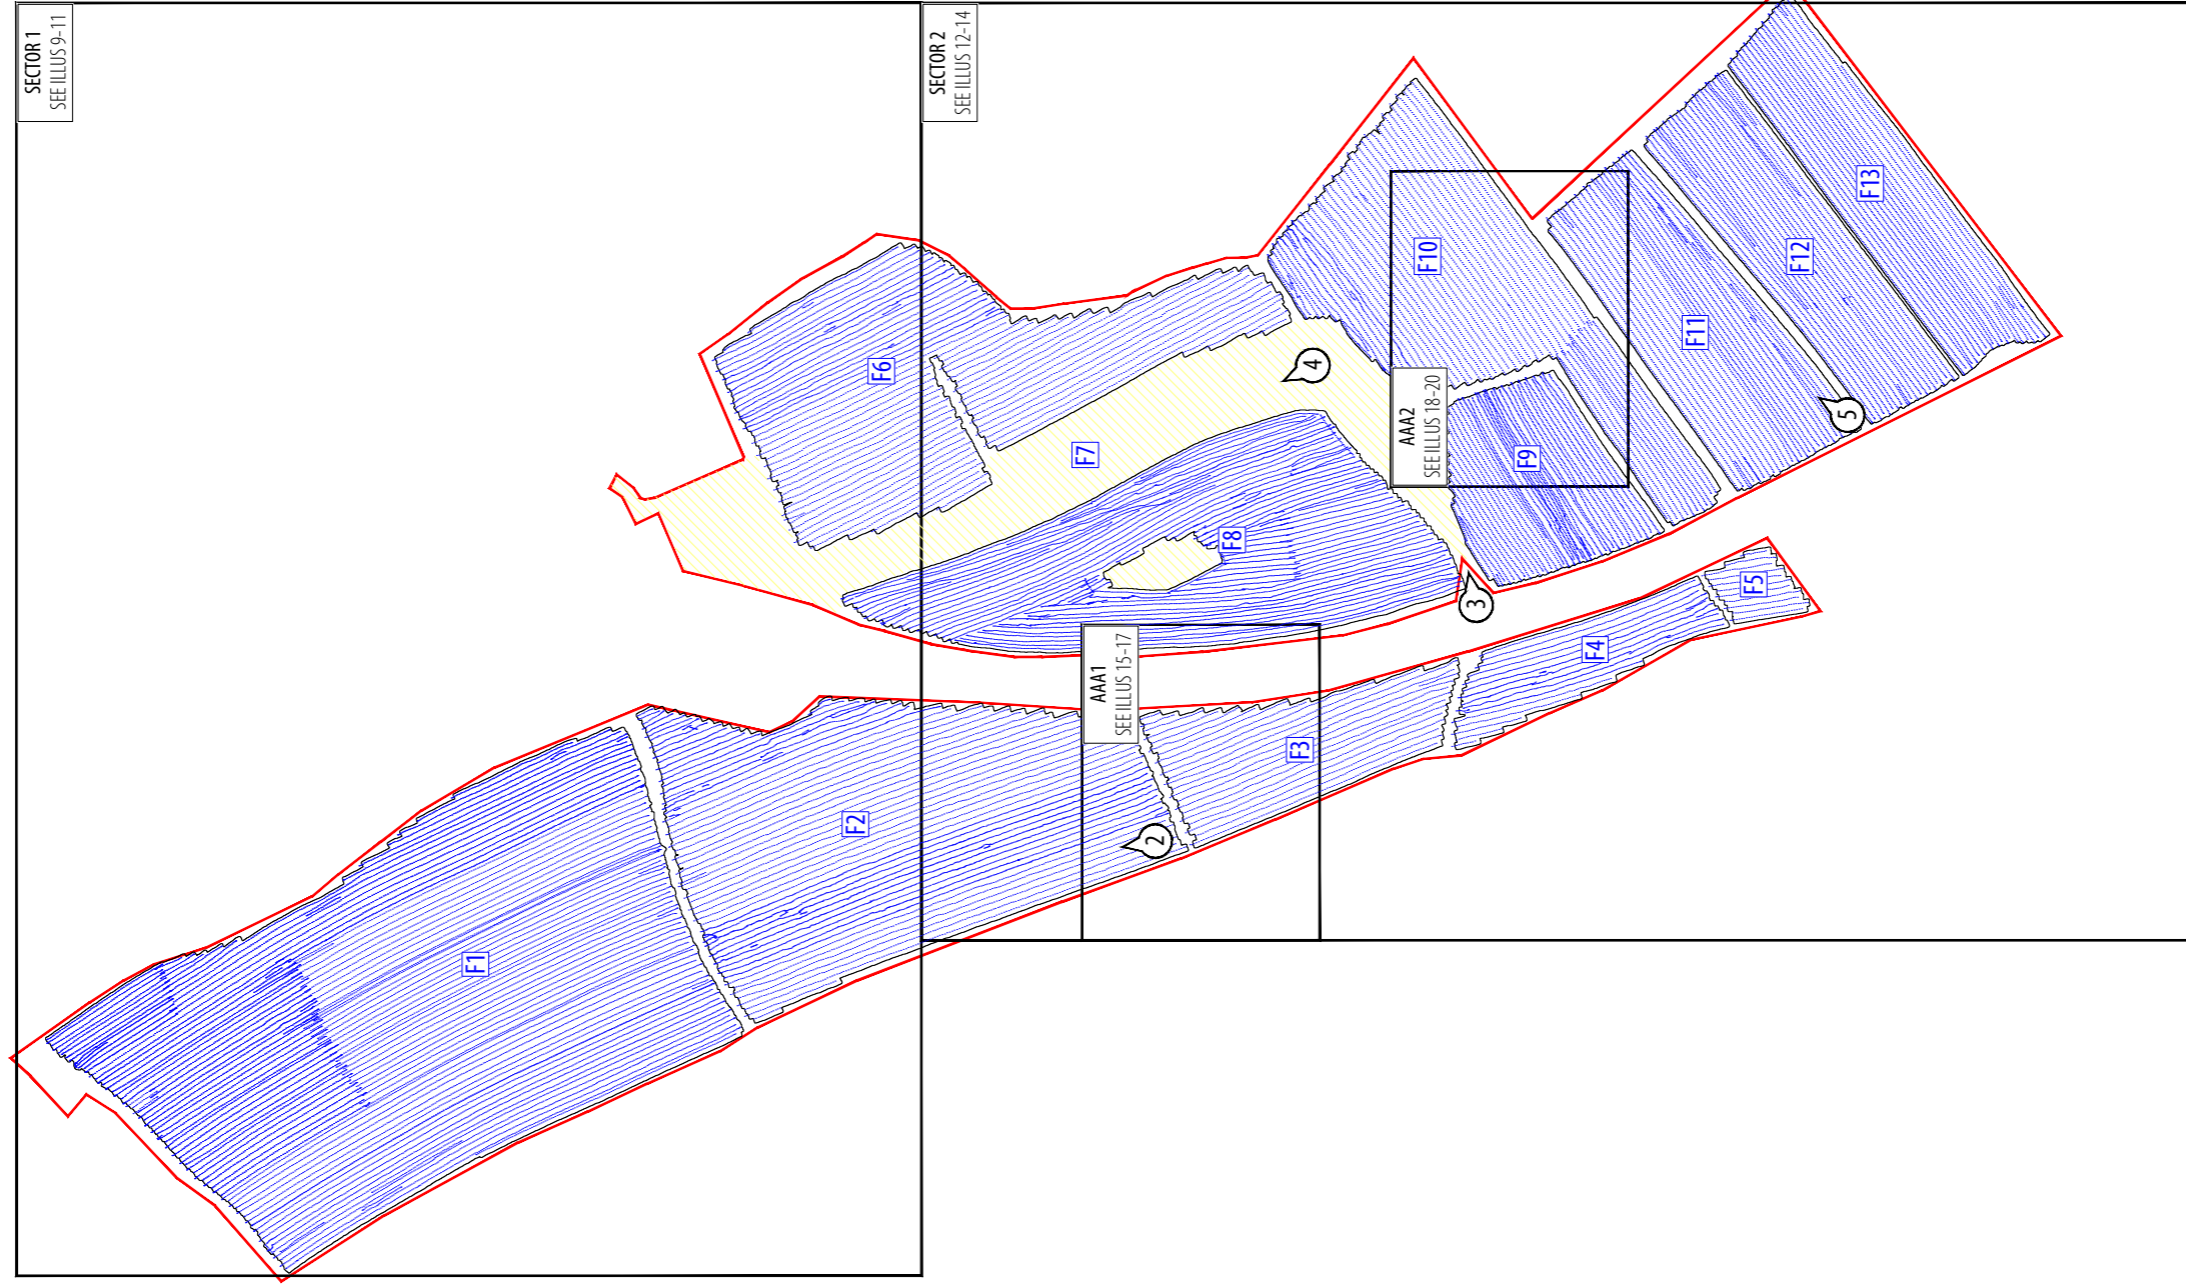 SECTOR 1
SEE ILLUS 9-11
SECTOR 2
SEE ILLUS 12-14
AAA1
SEE ILLUS 15-17
AAA2
SEE ILLUS 18-20
F1
F2
F3
F4
F5
F6
F7
F8
F9
F10
F11
F12
F13
2
3
4
5